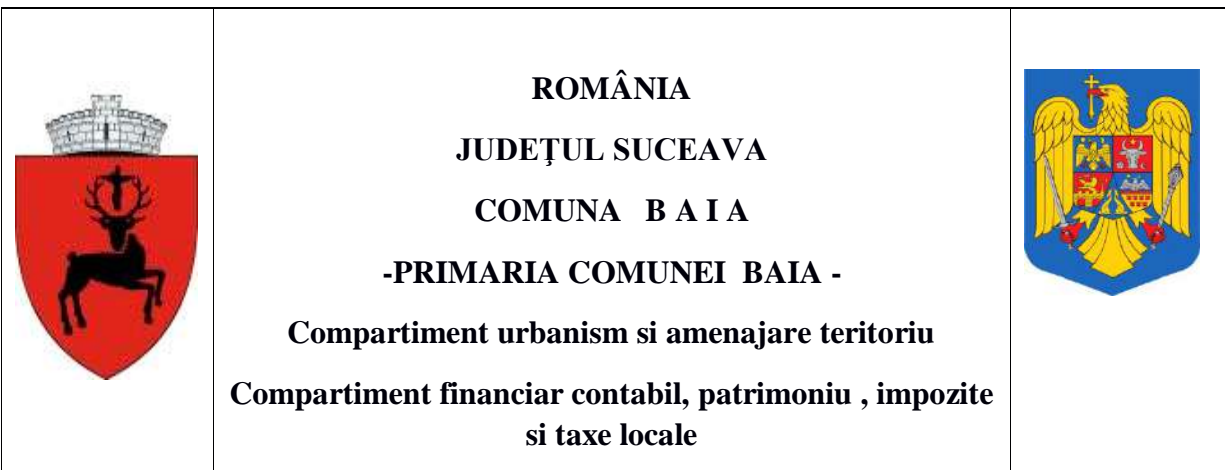 ROMÂNIA
JUDEŢUL SUCEAVA
COMUNA B A I A
-PRIMARIA COMUNEI BAIA -
Compartiment urbanism si amenajare teritoriu
Compartiment financiar contabil, patrimoniu , impozite
si taxe locale